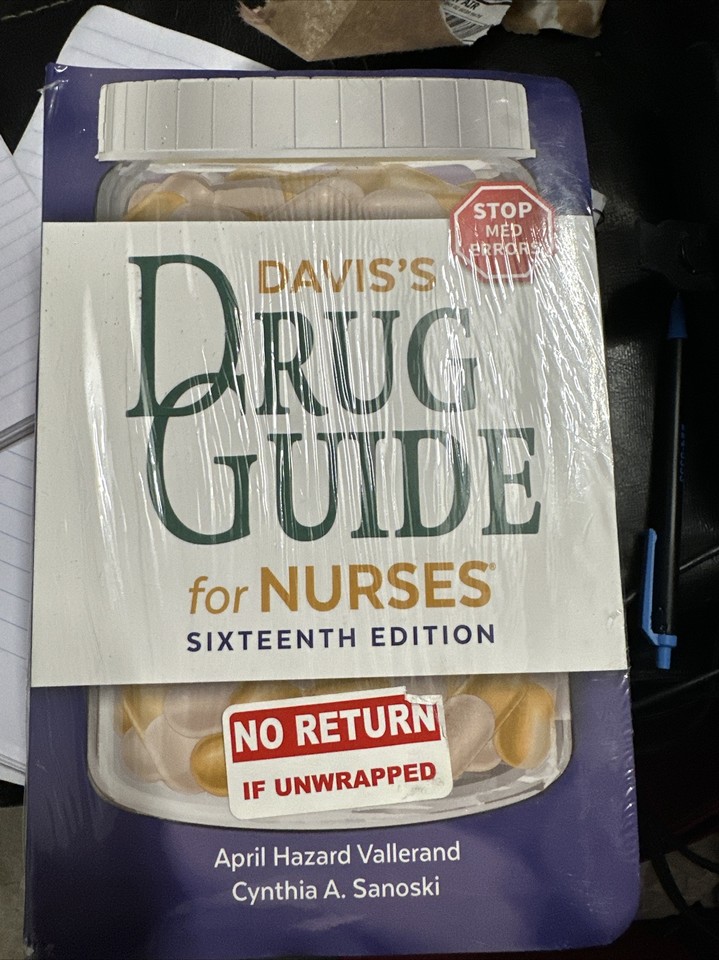 AIR
STOP
MED
ERRORS
DAVIS'S
DRUG
GUIDE
for NURSES®
SIXTEENTH EDITION
NO RETURN
IF UNWRAPPED
April Hazard Vallerand
Cynthia A. Sanoski